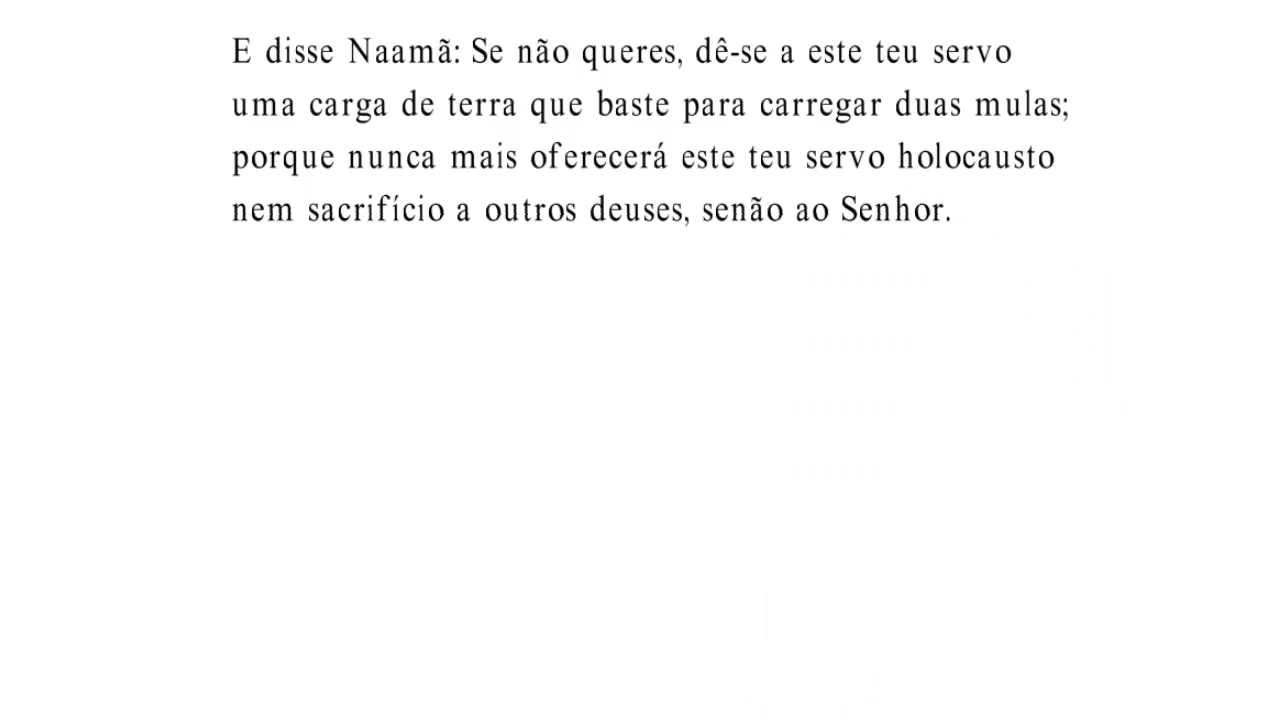 E disse Naamã: Se não queres, dê-se a este teu servo
uma carga de terra que baste para carregar duas mulas;
porque nunca mais oferecerá este teu servo holocausto
nem sacrifício a outros deuses, senão ao Senhor.